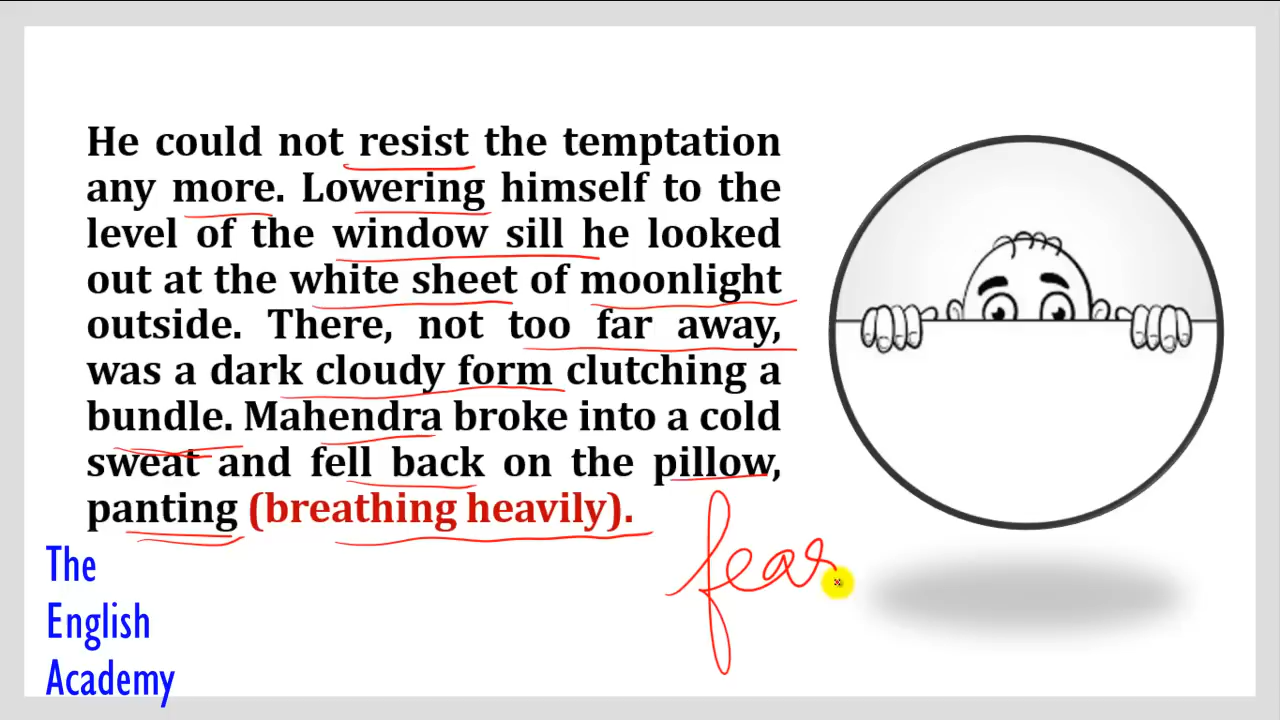 He could not resist the temptation
any more. Lowering himself to the
level of the window sill he looked
out at the white sheet of moonlight
outside. There, not too far away,
was a dark cloudy form clutching a
bundle. Mahendra broke into a cold
sweat and fell back on the pillow,
panting (breathing heavily).
fear
The
English
Academy